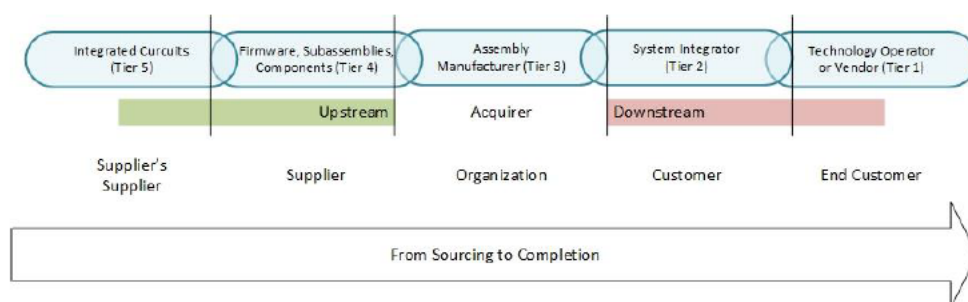 Integrated Curcuits
(Tier 5)
Firmware, Subassemblies,
Components (Tier 4)
Assembly
Manufacturer (Tier 3)
System Integrator
(Tier 2)
Technology Operator
or Vendor (Tier 1)
Upstream
Acquirer
Downstream
Supplier's
Supplier
Supplier
Organization
Customer
End Customer
From Sourcing to Completion